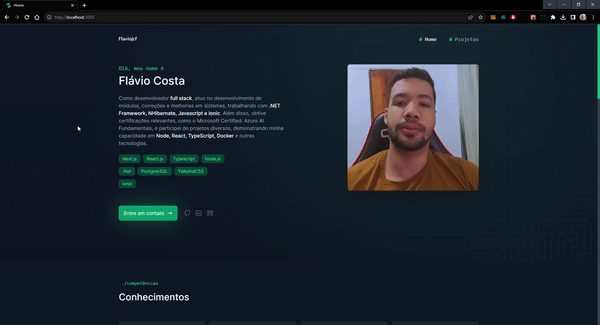 Home
http://localhost:3000
Flaviojcf
# Home
# Projetos
Olá, meu nome é
Flávio Costa
Como desenvolvedor full stack, atuo no desenvolvimento de
módulos, correções e melhorias em sistemas, trabalhando com .NET
Framework, NHibernate, Javascript e Ionic. Além disso, obtive
certificações relevantes, como o Microsoft Certified: Azure AI
Fundamentals, e participei de projetos diversos, demonstrando minha
capacidade em Node, React, TypeScript, Docker e outras
tecnologias.
Next.js
React.js
Typescript
Node.js
.Net
PostgresSQL
TailwindCSS
Ionic
Entre em contato →
../competências
Conhecimentos